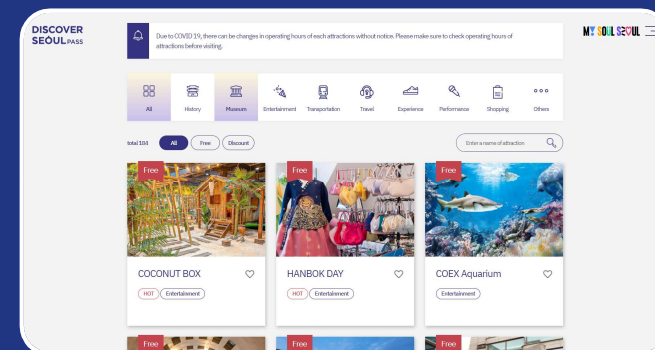 DISCOVER
SEOUL PASS
Due to COVID 19, there can be changes in operating hours of each attractions without notice. Please make sure to check operating hours of
attractions before visiting.
MY SOUL SEOUL
All
History
Museum
Entertainment
Transportation
Travel
Experience
Performance
Shopping
Others
total 184
All
Free
Discount
Enter a name of attraction
Free
Free
Free
COCONUT BOX
HANBOK DAY
COEX Aquarium
HOT
Entertainment
HOT
Entertainment
Entertainment
Free
Free
Free